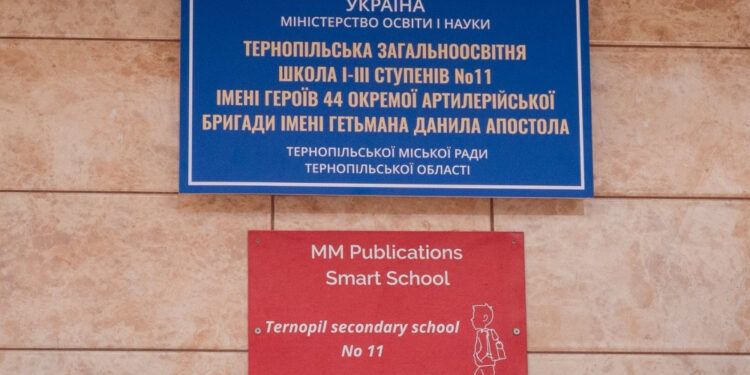 УКРАЇНА
МІНІСТЕРСТВО ОСВІТИ І НАУКИ
ТЕРНОПІЛЬСЬКА ЗАГАЛЬНООСВІТНЯ
ШКОЛА І-ІІІ СТУПЕНІВ №11
ІМЕНІ ГЕРОЇВ 44 ОКРЕМОЇ АРТИЛЕРІЙСЬКОЇ
БРИГАДИ ІМЕНІ ГЕТЬМАНА ДАНИЛА АПОСТОЛА
ТЕРНОПІЛЬСЬКОЇ МІСЬКОЇ РАДИ
ТЕРНОПІЛЬСЬКОЇ ОБЛАСТІ
MM Publications
Smart School
Ternopil secondary school
No 11